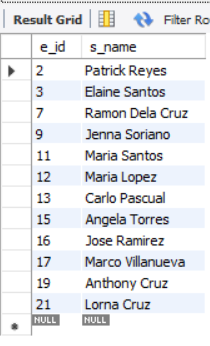 Result Grid Filter Ro
e_id s_name
2 Patrick Reyes
3 Elaine Santos
7 Ramon Dela Cruz
9 Jenna Soriano
11 Maria Santos
12 Maria Lopez
13 Carlo Pascual
15 Angela Torres
16 Jose Ramirez
17 Marco Villanueva
19 Anthony Cruz
21 Lorna Cruz
NULL NULL